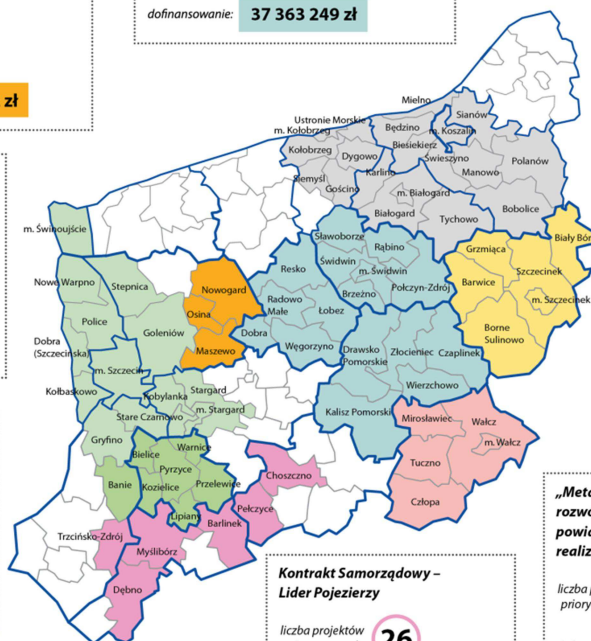 dofinansowanie: 37 363 249 zł
zł
Mielno
Sianów
Ustronie Morskie
m. Kołobrzeg
Będzino
m. Koszalin
Kołobrzeg
Dygowo
Biesiekierz
Świeszyno
Polanów
Manowo
Siemyśl
Gościno
Karlino
m. Białogard
Białogard
Tychowo
Bobolice
m. Świnoujście
Sławoborze
Rąbino
Grzmiąca
Biały Bór
Świdwin
m. Świdwin
Szczecinek
Resko
Połczyn-Zdrój
Barwice
Nowe Warpno
Stepnica
Nowogard
Brzeżno
m. Szczecinek
Radowo
Małe
Łobez
Osina
Police
Goleniów
Dobra
Borne
Sulinowo
Dobra
(Szczecińska)
Maszewo
Węgorzyno
Drawsko
Pomorskie
Złocieniec
Czaplinek
m. Szczecin
Wierzchowo
Kołbaskowo
Kobylanka
Stargard
m. Stargard
Kalisz Pomorski
Stare Czarnowo
Mirosławiec
Wałcz
m. Wałcz
Gryfino
Bielice
Warnice
Pyrzyce
Tuczno
Banie
Kozielice
Przelewice
Choszczno
Człopa
Lipiany
Barlinek
Pełczyce
Trzcińsko-Zdrój
Myślibórz
Dębno
Kontrakt Samorządowy –
Lider Pojezierzy
liczba projektów
26
rozwo
realiz
liczba p
prior